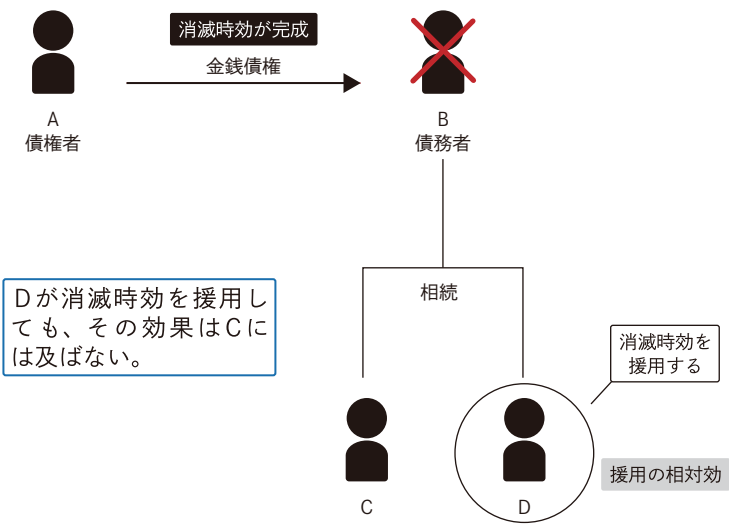 消滅時効が完成
金銭債権
A
債権者
B
債務者
相続
Dが消滅時効を援用し
ても、その効果はCに
は及ばない。
消滅時効を
援用する
援用の相対効
C
D